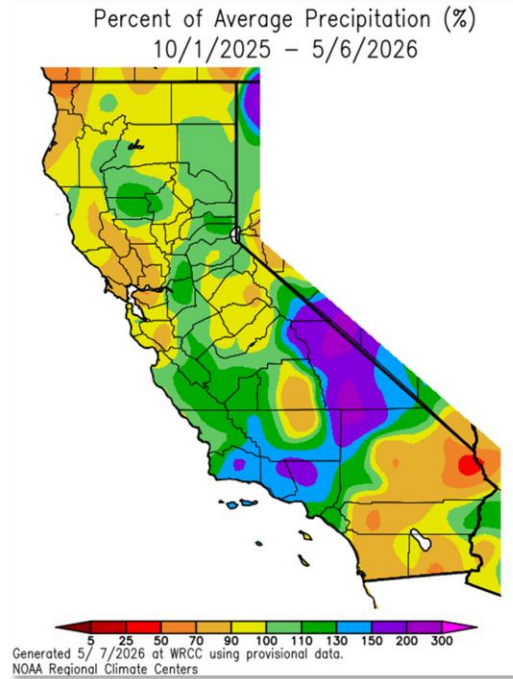 Percent of Average Precipitation (%)
10/1/2025 – 5/6/2026
5 25 50 70 90 100 110 130 150 200 300
Generated 5/ 7/2026 at WRCC using provisional data.
NOAA Regional Climate Centers